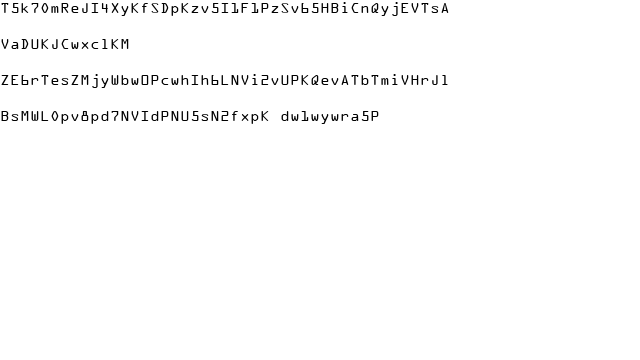 T5k70mReJI4XyKfSDpKzv5I1F1PzSv65HBiCnQyjEVTsA
VaDUKJCwxc1KM
ZE6rTesZMjyWbw0PcwhIh6LNVi2vUPKQevATbTmiVHrJ1
BsMWL0pv8pd7NVIdPNU5sN2fxpK dw1wywra5P